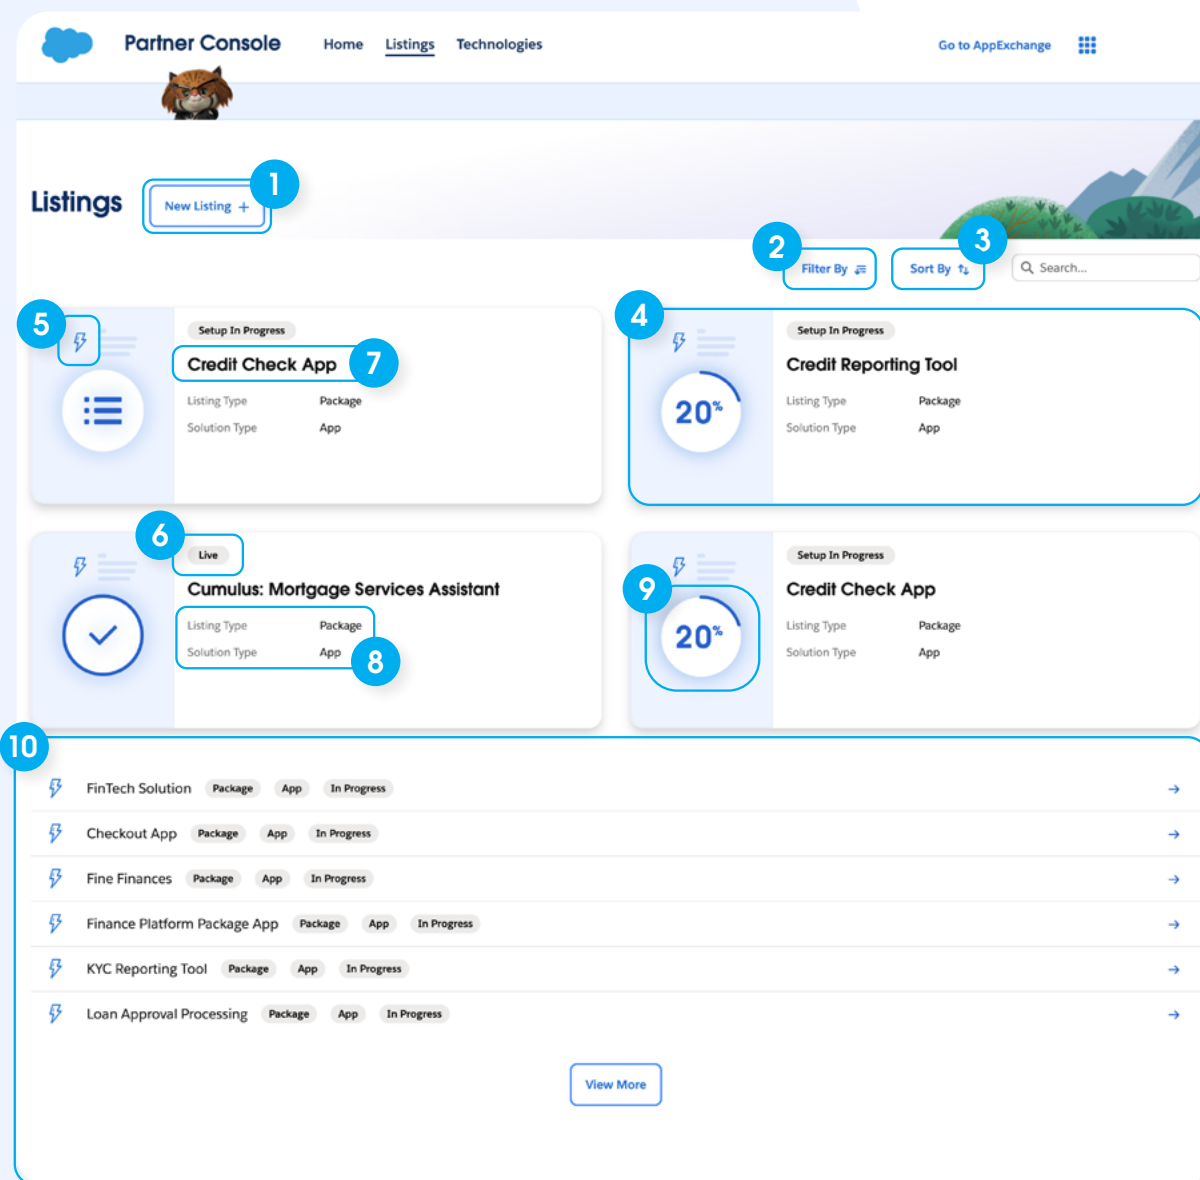 Partner Console Home Listings Technologies Go to AppExchange
1
Listings New Listing +
2 3
Filter By Sort By Search...
5
Setup In Progress
Credit Check App 7
Listing Type Package
Solution Type App
4
Setup In Progress
20%
Credit Reporting Tool
Listing Type Package
Solution Type App
6
Live
Cumulus: Mortgage Services Assistant
Listing Type Package
Solution Type App
8
9
Setup In Progress
20%
Credit Check App
Listing Type Package
Solution Type App
10
FinTech Solution Package App In Progress
Checkout App Package App In Progress
Fine Finances Package App In Progress
Finance Platform Package App Package App In Progress
KYC Reporting Tool Package App In Progress
Loan Approval Processing Package App In Progress
View More